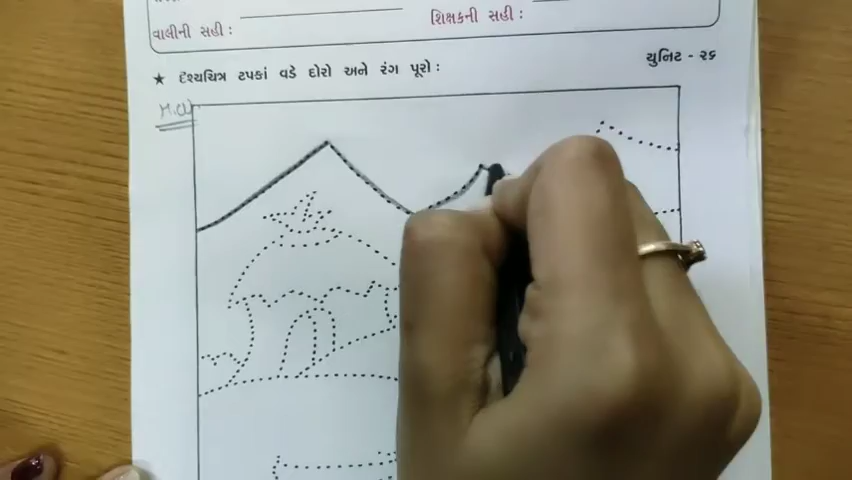 વાલીની સહી :
શિક્ષકની સહી :
★ દૃશ્યચિત્ર ટપકાં વડે દોરો અને રંગ પૂરો :
યુનિટ - ૨૬
H.W